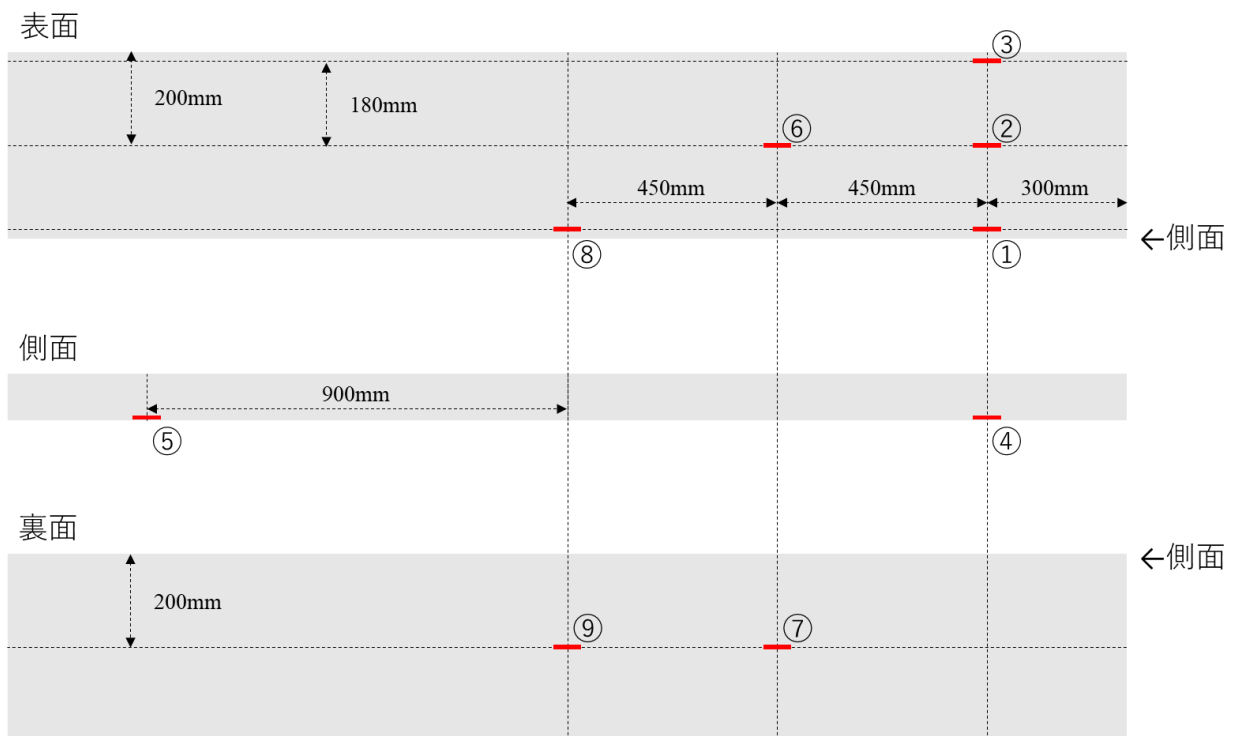 表面
③
200mm
180mm
⑥
②
450mm
450mm
300mm
←側面
⑧
①
側面
900mm
⑤
④
裏面
←側面
200mm
⑨
⑦